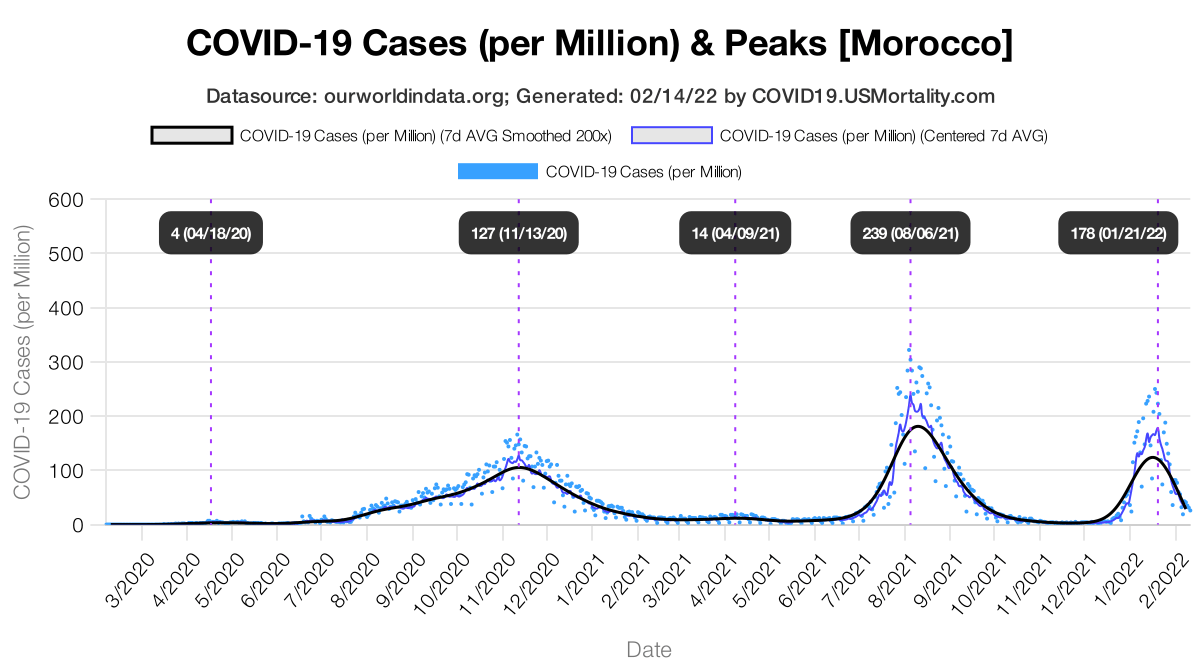 COVID-19 Cases (per Million) & Peaks [Morocco]
Datasource: ourworldindata.org; Generated: 02/14/22 by COVID19.USMortality.com
COVID-19 Cases (per Million) (7d AVG Smoothed 200x) COVID-19 Cases (per Million) (Centered 7d AVG)
COVID-19 Cases (per Million)
600
4 (04/18/20) 127 (11/13/20) 14 (04/09/21) 239 (08/06/21) 178 (01/21/22)
500
400
300
200
100
0
COVID-19 Cases (per Million)
3/2020 4/2020 5/2020 6/2020 7/2020 8/2020 9/2020 10/2020 11/2020 12/2020 1/2021 2/2021 3/2021 4/2021 5/2021 6/2021 7/2021 8/2021 9/2021 10/2021 11/2021 12/2021 1/2022 2/2022
Date